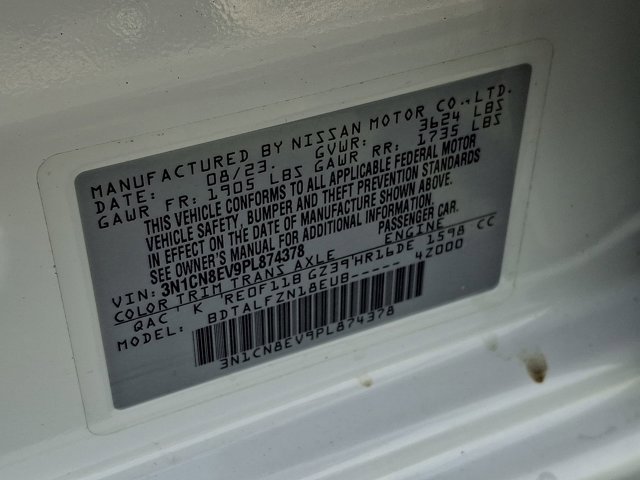 MANUFACTURED BY NISSAN MOTOR CO.,LTD.
DATE: 08/23. GVWR: 3624 LBS
GAWR FR: 1905 LBS GAWR RR: 1735 LBS
THIS VEHICLE CONFORMS TO ALL APPLICABLE FEDERAL MOTOR
VEHICLE SAFETY, BUMPER AND THEFT PREVENTION STANDARDS
IN EFFECT ON THE DATE OF MANUFACTURE SHOWN ABOVE.
SEE OWNER'S MANUAL FOR ADDITIONAL INFORMATION.
VIN: 3N1CN8EV9PL874378 PASSENGER CAR.
COLOR TRIM TRANS AXLE ENGINE
QAC K RE0F11B GZ39 HR16DE 1598 CC
MODEL: BDTALFZN18EUB----- 42000
3N1CN8EV9PL874378